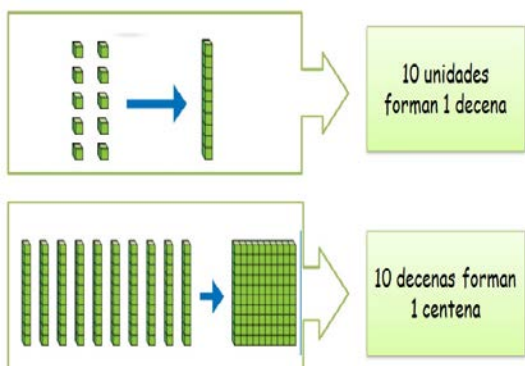 10 unidades
forman 1 decena
10 decenas forman
1 centena